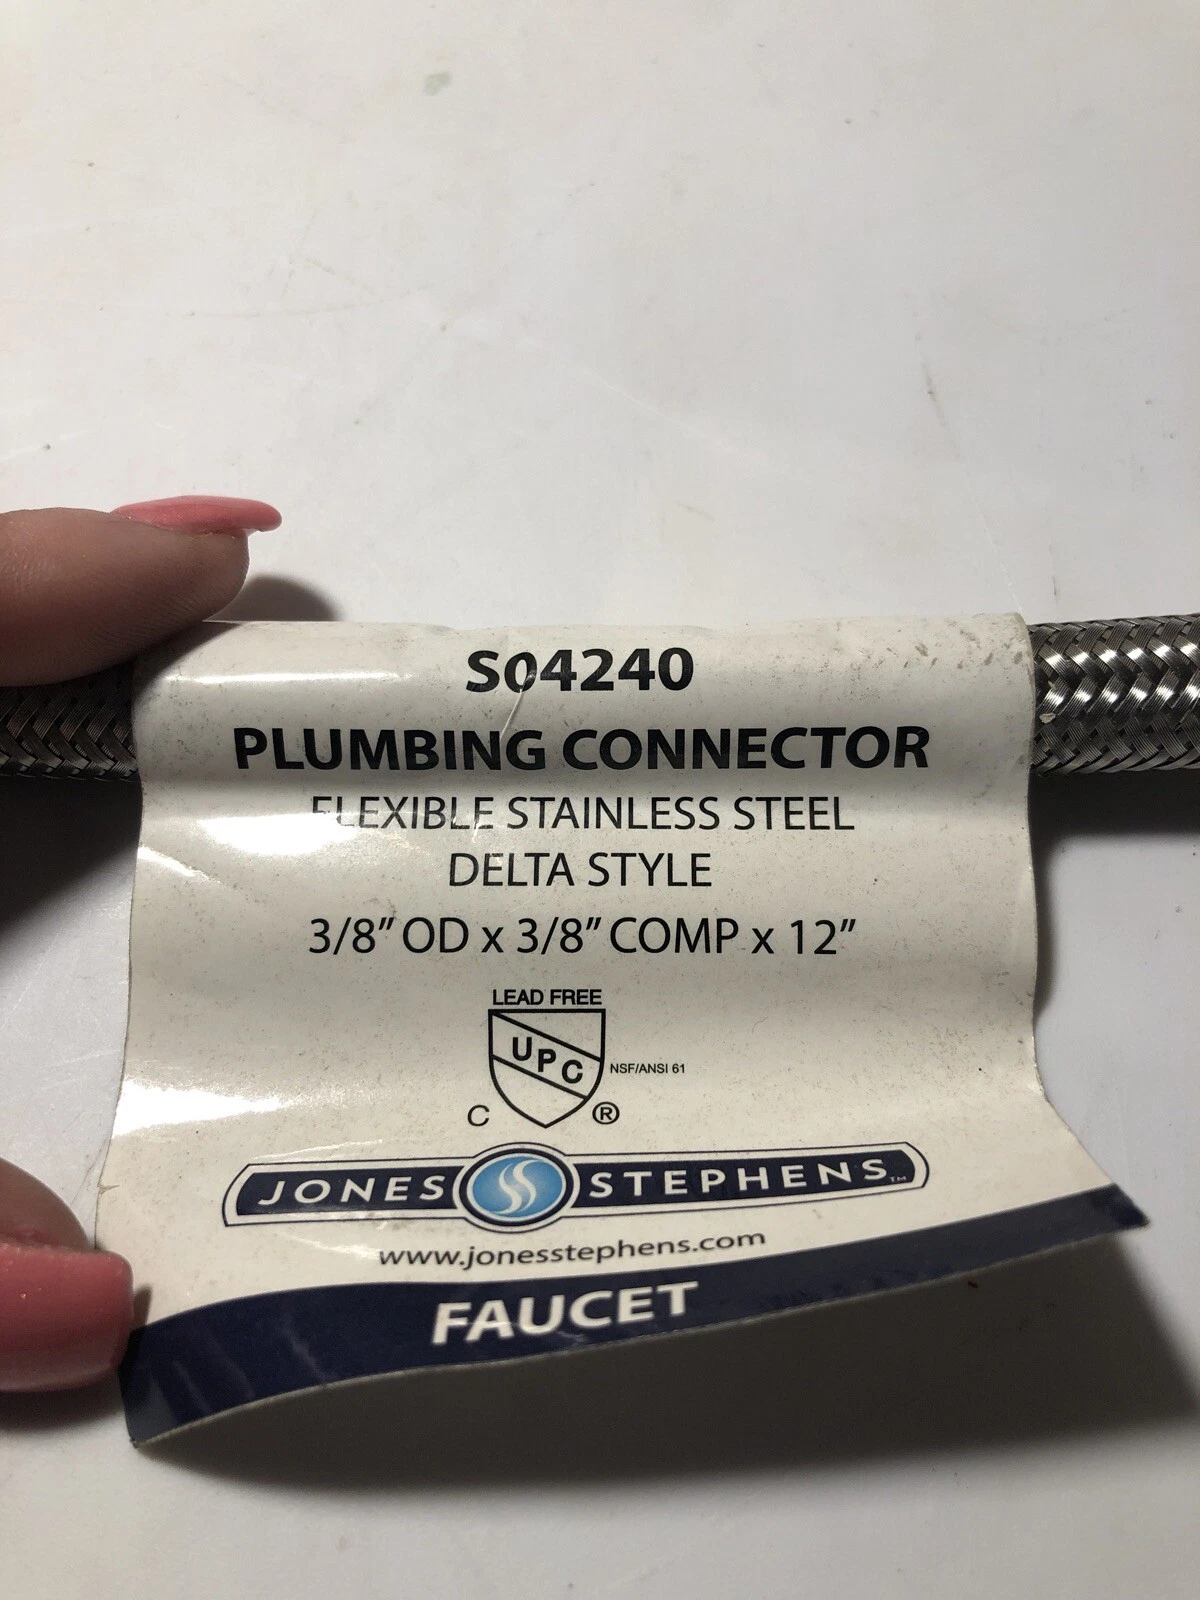 S04240
PLUMBING CONNECTOR
FLEXIBLE STAINLESS STEEL
DELTA STYLE
3/8” OD x 3/8” COMP x 12”
LEAD FREE
UPC
NSF/ANSI 61
C ®
JONES STEPHENS™
www.jonesstephens.com
FAUCET